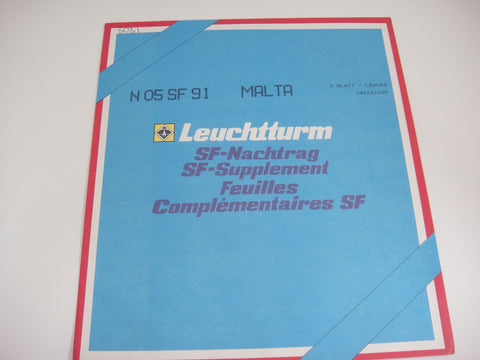 N 05 SF 91 MALTA
Leuchtturm
SF-Nachtrag
SF-Supplement
Feuilles
Complémentaires SF